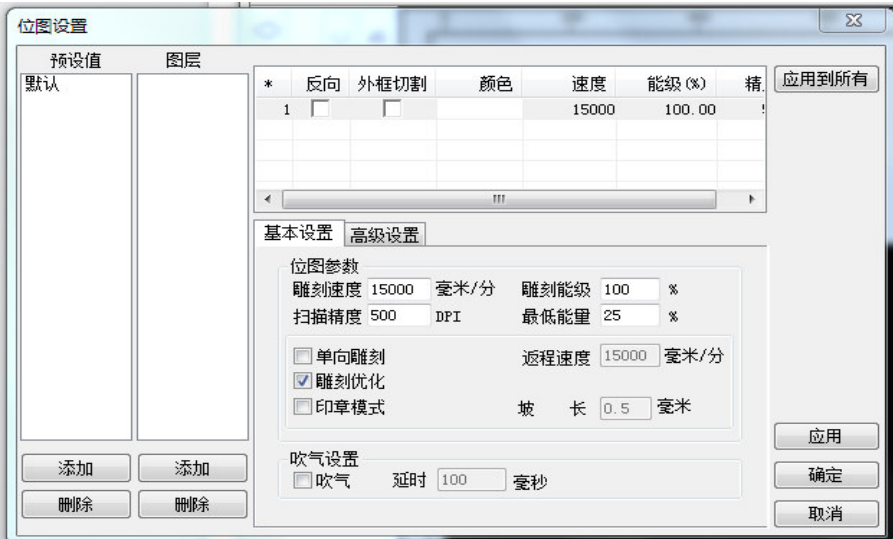 位图设置
预设值 图层
默认
* 反向 外框切割 颜色 速度 能级(%) 精
1 15000 100.00
应用到所有
基本设置 高级设置
位图参数
雕刻速度 15000 毫米/分 雕刻能级 100 %
扫描精度 500 DPI 最低能量 25 %
单向雕刻 返程速度 15000 毫米/分
雕刻优化
印章模式 坡 长 0.5 毫米
吹气设置
吹气 延时 100 毫秒
添加 添加
删除 删除
应用
确定
取消